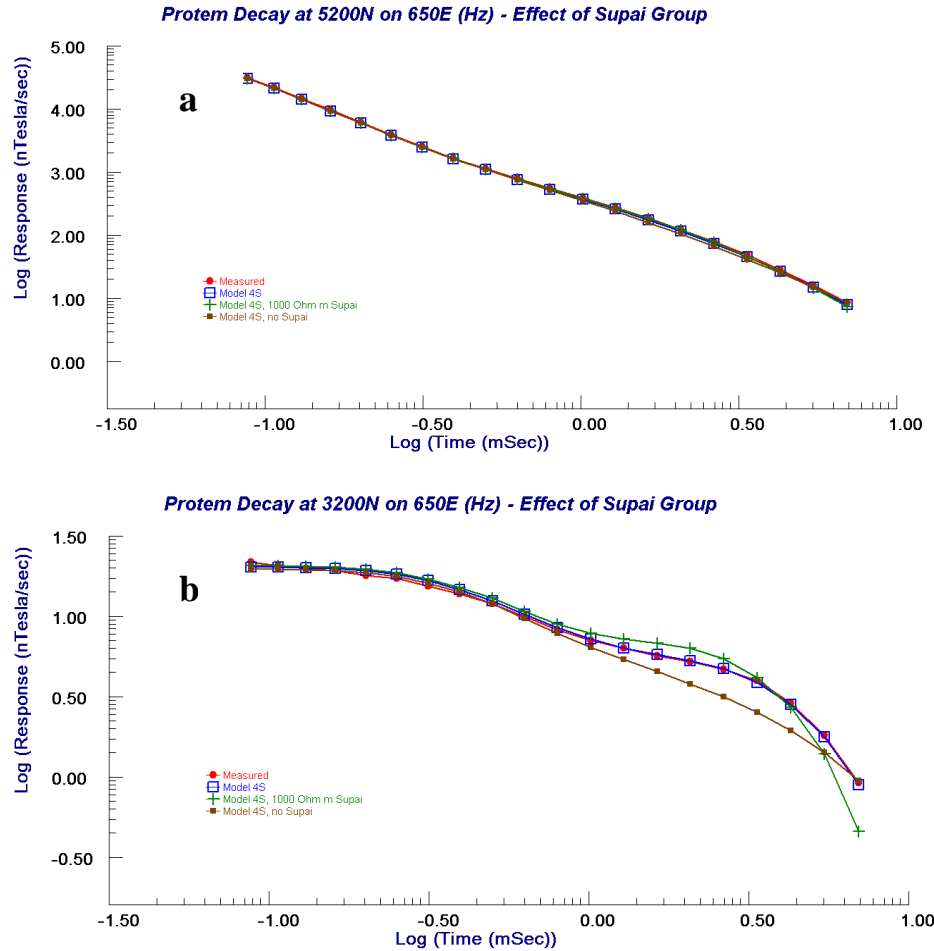 Protem Decay at 5200N on 650E (Hz) - Effect of Supai Group
5.00
4.00
3.00
2.00
1.00
0.00
Log (Response (nTesla/sec))
a
Measured
Model 4S
Model 4S, 1000 Ohm m Supai
Model 4S, no Supai
-1.50 -1.00 -0.50 0.00 0.50 1.00
Log (Time (mSec))
Protem Decay at 3200N on 650E (Hz) - Effect of Supai Group
1.50
1.00
0.50
0.00
-0.50
Log (Response (nTesla/sec))
b
Measured
Model 4S
Model 4S, 1000 Ohm m Supai
Model 4S, no Supai
-1.50 -1.00 -0.50 0.00 0.50 1.00
Log (Time (mSec))